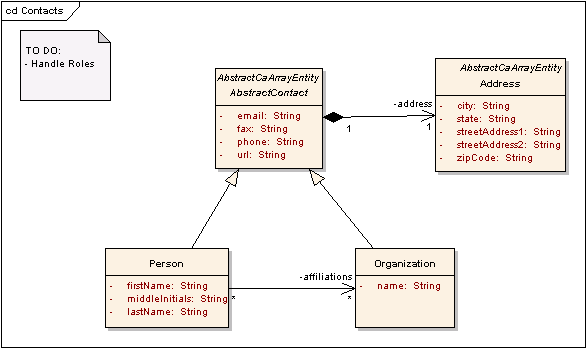 cd Contacts
TO DO:
- Handle Roles
AbstractCaArrayEntity
AbstractContact
- email: String
- fax: String
- phone: String
- url: String
-address
1
1
AbstractCaArrayEntity
Address
- city: String
- state: String
- streetAddress1: String
- streetAddress2: String
- zipCode: String
Person
- firstName: String
- middleInitials: String
- lastName: String
-affiliations
*
*
Organization
- name: String